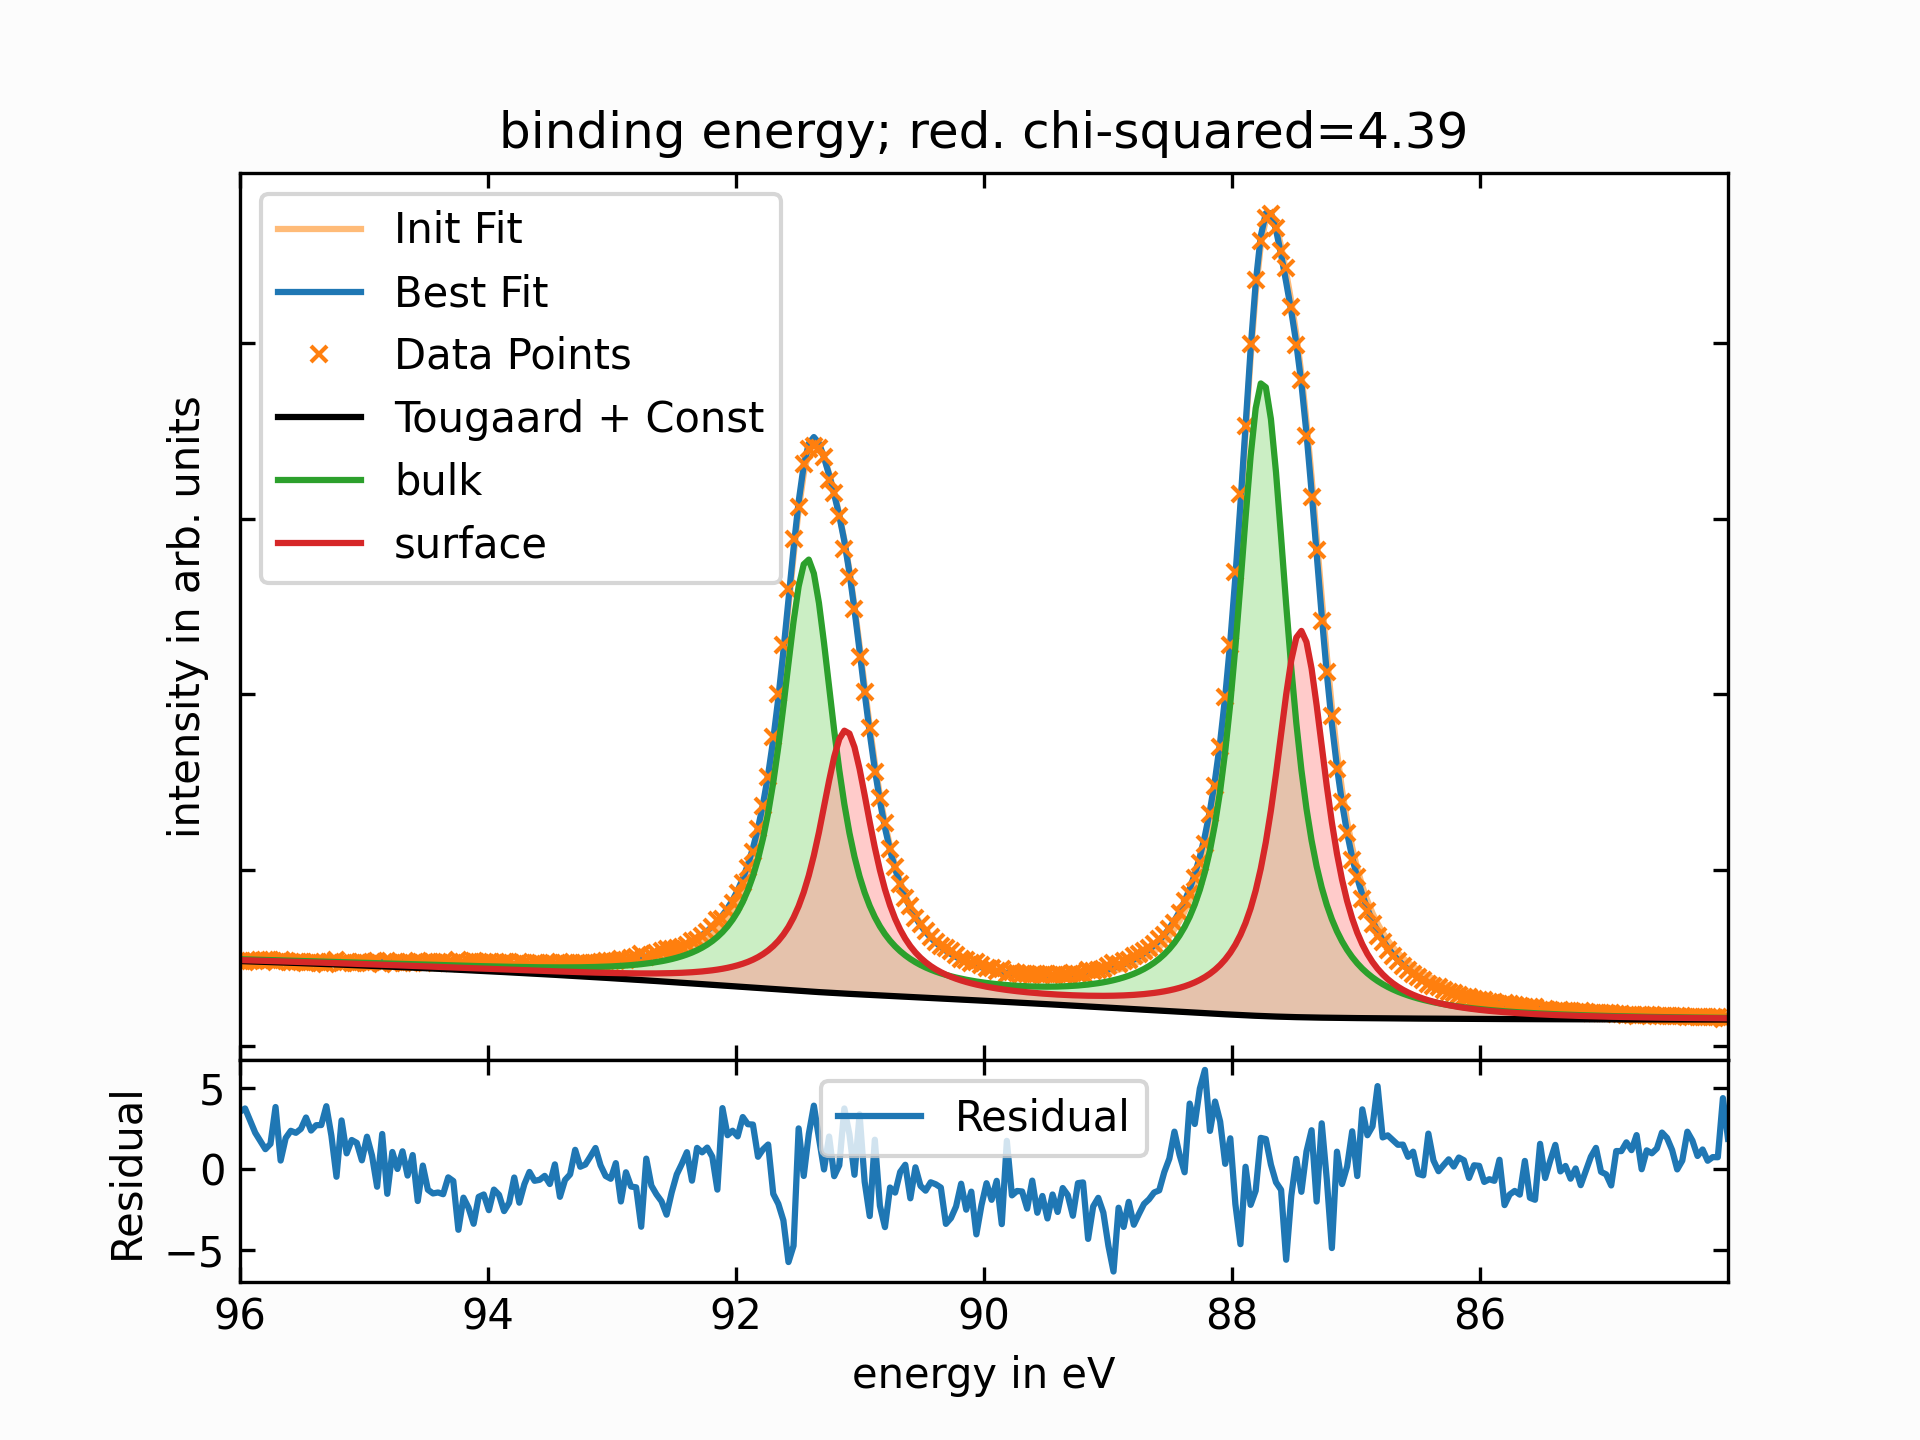 binding energy; red. chi-squared=4.39
Init Fit
Best Fit
Data Points
Tougaard + Const
bulk
surface
intensity in arb. units
Residual
5
0
−5
Residual
96 94 92 90 88 86
energy in eV